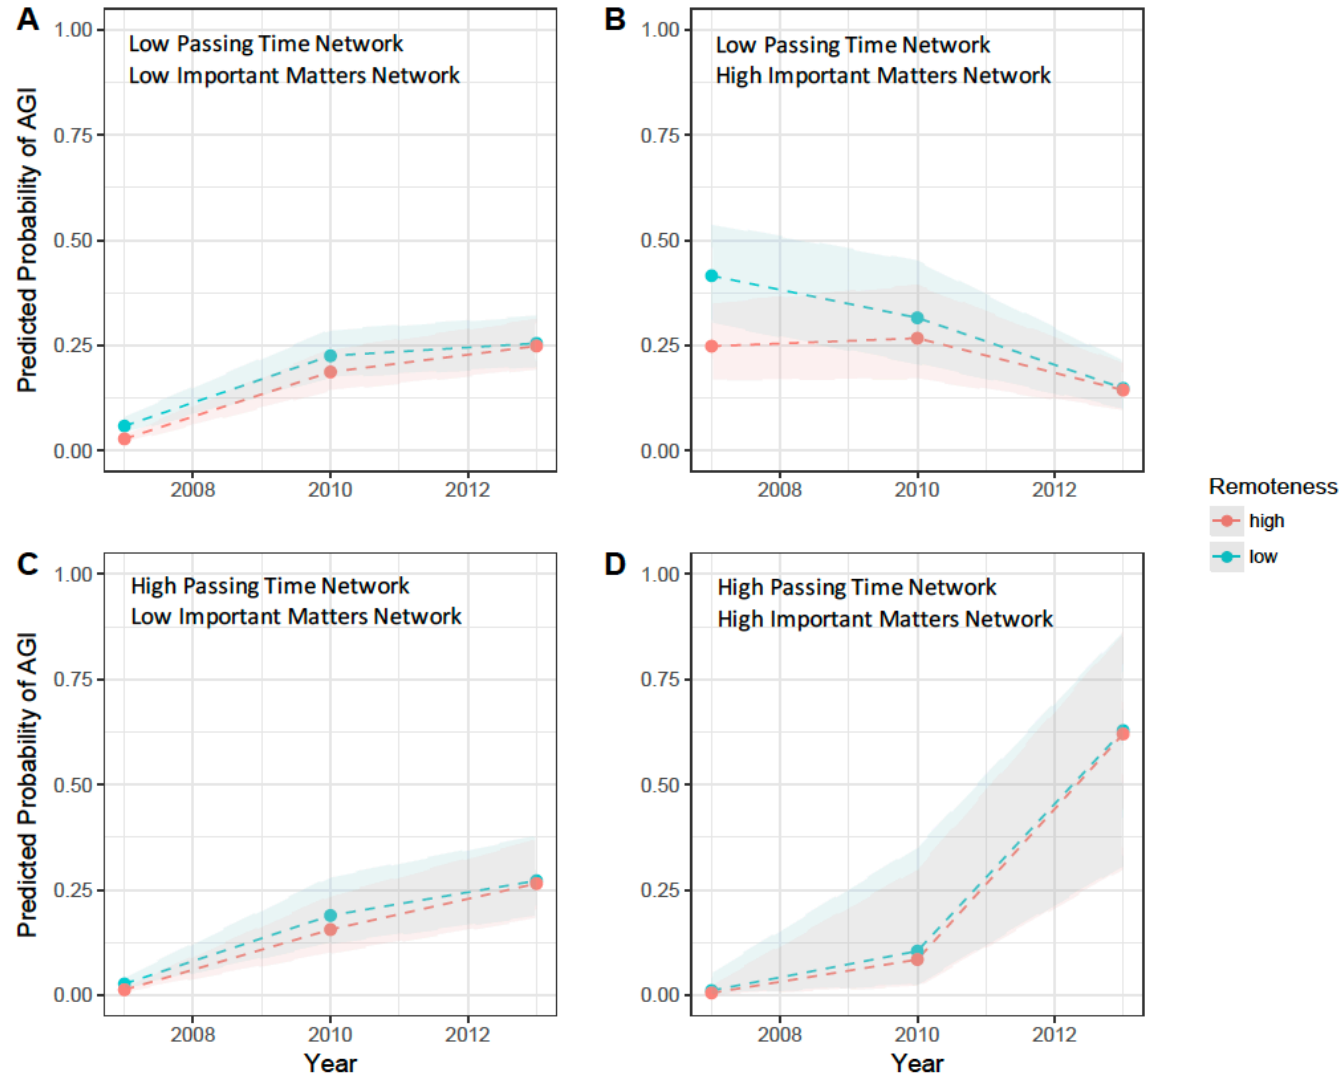 A
Low Passing Time Network
Low Important Matters Network
Predicted Probability of AGI
1.00
0.75
0.50
0.25
0.00
2008 2010 2012
B
Low Passing Time Network
High Important Matters Network
1.00
0.75
0.50
0.25
0.00
2008 2010 2012
Remoteness
high
low
C
High Passing Time Network
Low Important Matters Network
Predicted Probability of AGI
1.00
0.75
0.50
0.25
0.00
2008 2010 2012
Year
D
High Passing Time Network
High Important Matters Network
1.00
0.75
0.50
0.25
0.00
2008 2010 2012
Year